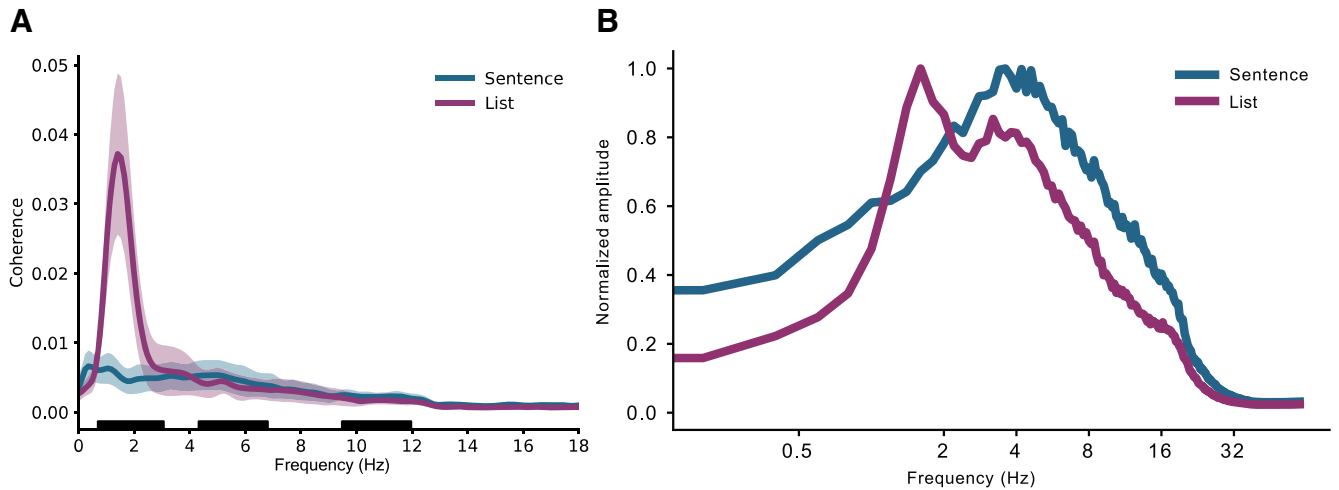 A
0.05
0.04
0.03
0.02
0.01
0.00
Coherence
Sentence
List
0 2 4 6 8 10 12 14 16 18
Frequency (Hz)
B
1.0
0.8
0.6
0.4
0.2
0.0
Normalized amplitude
Sentence
List
0.5 2 4 8 16 32
Frequency (Hz)